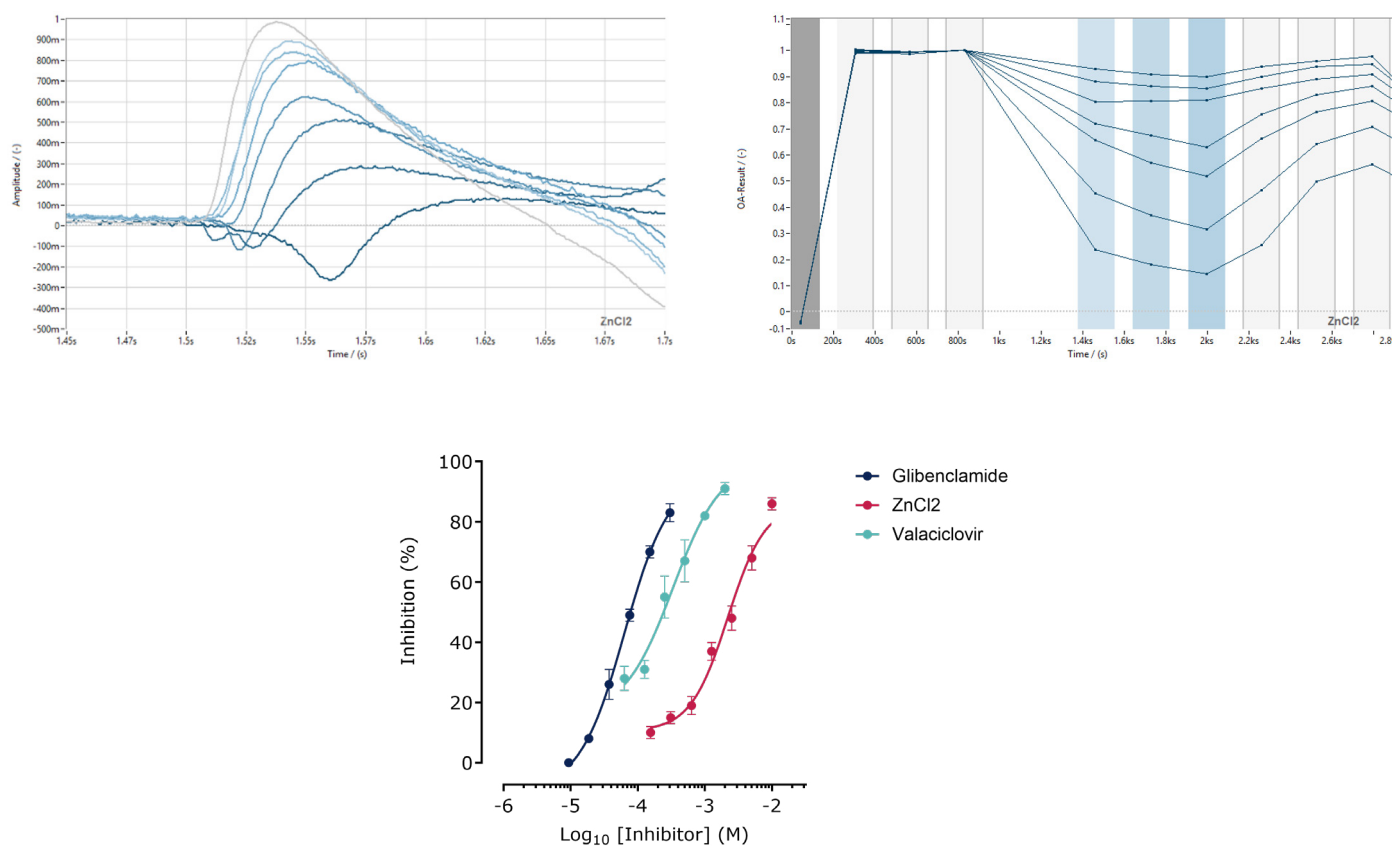 1
900m
800m
700m
600m
500m
400m
300m
200m
100m
0
-100m
-200m
-300m
-400m
-500m
Amplitude / (-)
1.45s 1.47s 1.5s 1.52s 1.55s 1.57s 1.6s 1.62s 1.65s 1.67s 1.7s
Time / (s)
ZnCl2
1.1
1
0.9
0.8
0.7
0.6
0.5
0.4
0.3
0.2
0.1
0
-0.1
OA-Result / (-)
0s 200s 400s 600s 800s 1ks 1.2ks 1.4ks 1.6ks 1.8ks 2ks 2.2ks 2.4ks 2.6ks 2.8
Time / (s)
ZnCl2
100
80
60
40
20
0
Inhibition (%)
-6 -5 -4 -3 -2
Log₁₀ [Inhibitor] (M)
Glibenclamide
ZnCl2
Valaciclovir